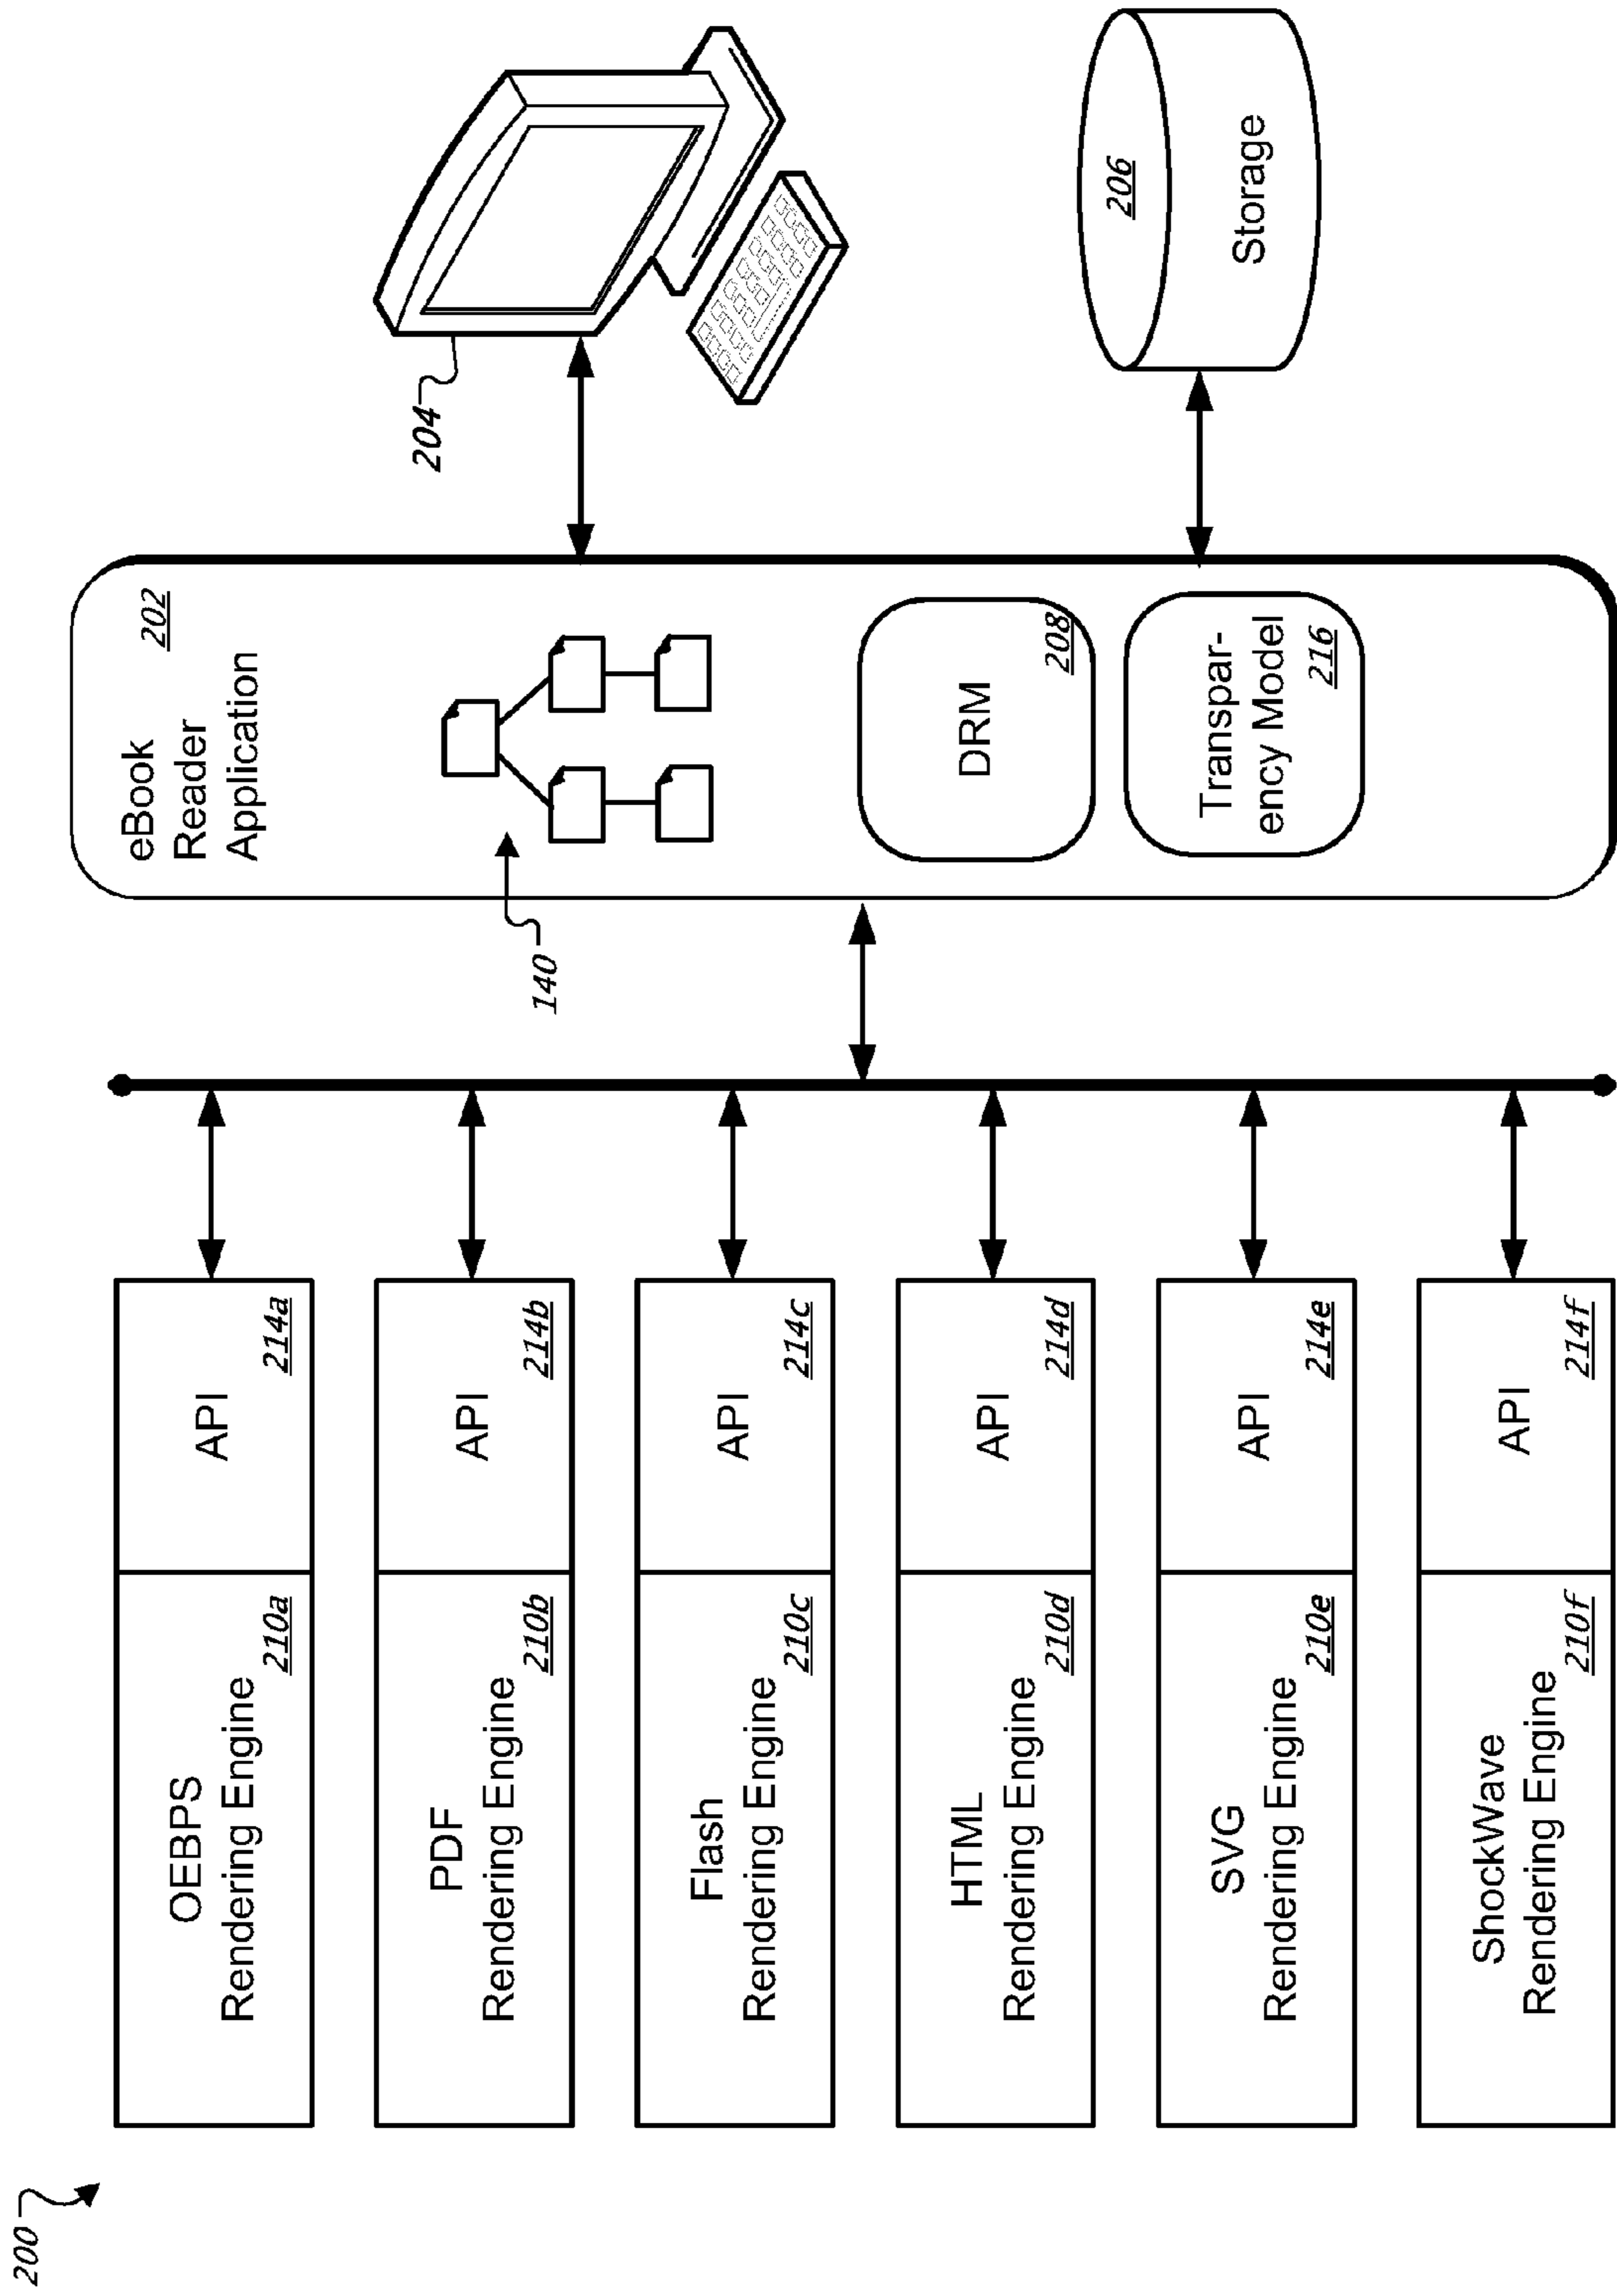 200
OEBPS
Rendering Engine
210a
API
214a
PDF
Rendering Engine
210b
API
214b
Flash
Rendering Engine
210c
API
214c
HTML
Rendering Engine
210d
API
214d
SVG
Rendering Engine
210e
API
214e
ShockWave
Rendering Engine
210f
API
214f
eBook
Reader
Application
202
140
DRM
208
Transpar-
ency Model
216
204
206
Storage